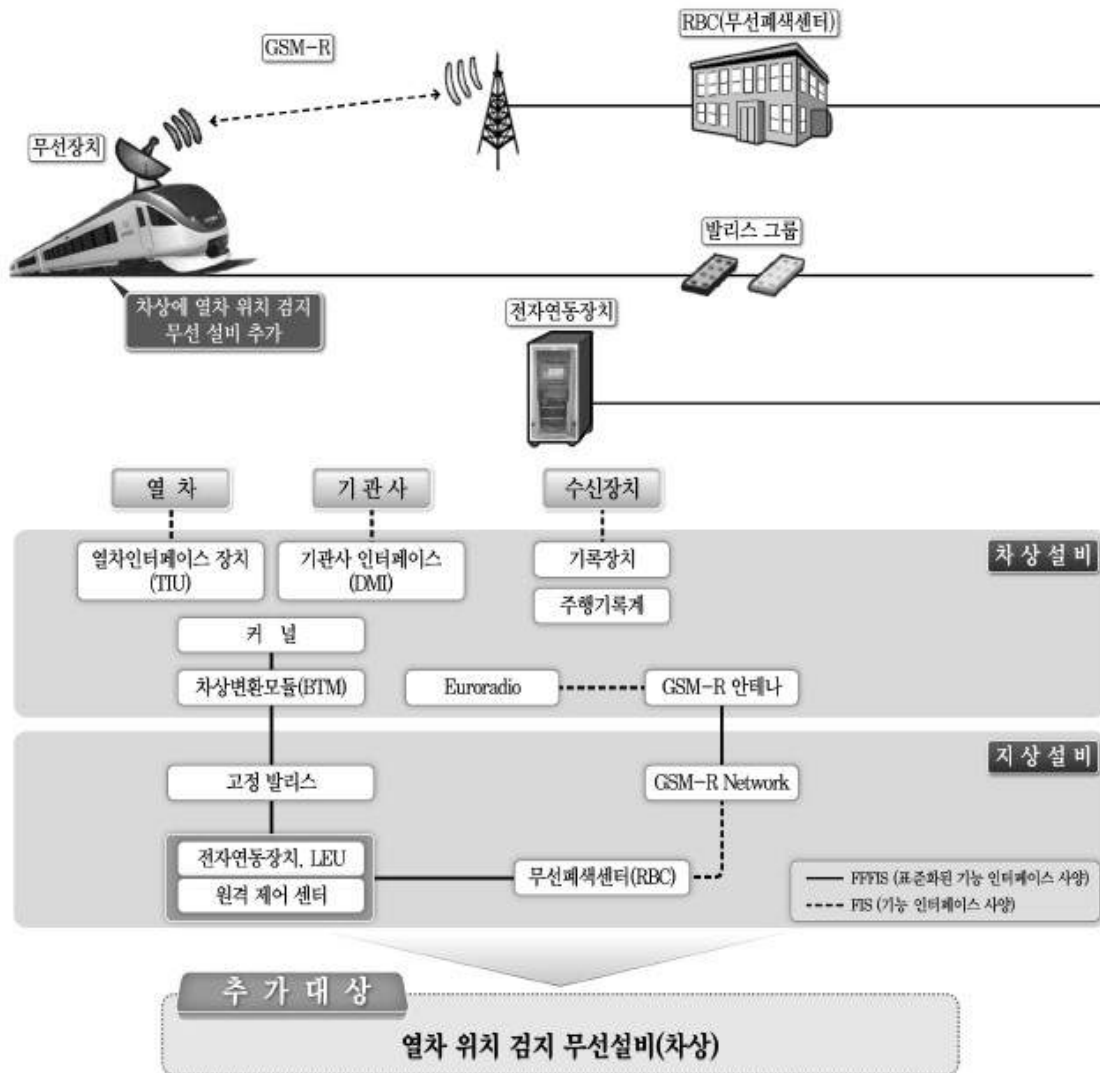 GSM-R
RBC(무선폐색센터)
무선장치
발리스 그룹
차상에 열차 위치 검지
무선 설비 추가
전자연동장치
열 차
기 관 사
수신장치
차 상 설 비
열차인터페이스 장치
(TIU)
기관사 인터페이스
(DMI)
기록장치
주행기록계
커 널
차상변환모듈(BTM)
Euroradio
GSM-R 안테나
지 상 설 비
고정 발리스
GSM-R Network
전자연동장치, LEU
원격 제어 센터
무선폐색센터(RBC)
FFFIS (표준화된 기능 인터페이스 사양)
FIS (기능 인터페이스 사양)
추 가 대 상
열차 위치 검지 무선설비(차상)